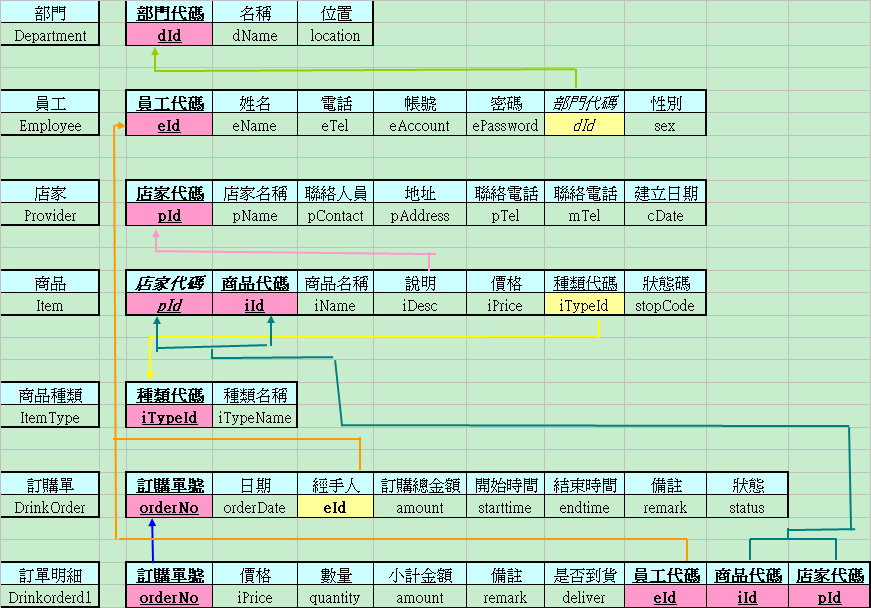 部門 部門代碼 名稱 位置
Department dId dName location
員工 員工代碼 姓名 電話 帳號 密碼 部門代碼 性別
Employee eId eName eTel eAccount ePassword dId sex
店家 店家代碼 店家名稱 聯絡人員 地址 聯絡電話 聯絡電話 建立日期
Provider pId pName pContact pAddress pTel mTel cDate
商品 店家代碼 商品代碼 商品名稱 說明 價格 種類代碼 狀態碼
Item pId iId iName iDesc iPrice iTypeId stopCode
商品種類 種類代碼 種類名稱
ItemType iTypeId iTypeName
訂購單 訂購單號 日期 經手人 訂購總金額 開始時間 結束時間 備註 狀態
DrinkOrder orderNo orderDate eId amount starttime endtime remark status
訂單明細 訂購單號 價格 數量 小計金額 備註 是否到貨 員工代碼 商品代碼 店家代碼
Drinkorderd1 orderNo iPrice quantity amount remark deliver eId iId pId